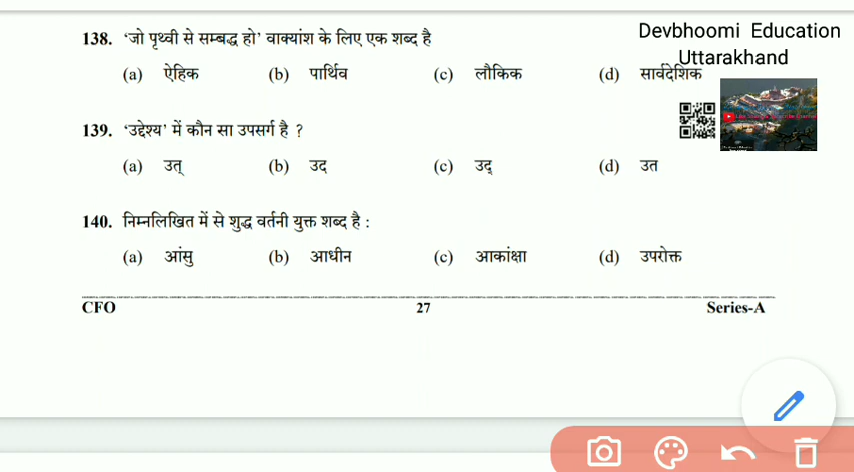 Devbhoomi Education
Uttarakhand
138. ‘जो पृथ्वी से सम्बद्ध हो’ वाक्यांश के लिए एक शब्द है
(a) ऐहिक (b) पार्थिव (c) लौकिक (d) सार्वदेशिक
139. ‘उद्देश्य’ में कौन सा उपसर्ग है ?
(a) उत् (b) उद (c) उद् (d) उत
140. निम्नलिखित में से शुद्ध वर्तनी युक्त शब्द है :
(a) आंसु (b) आधीन (c) आकांक्षा (d) उपरोक्त
CFO 27 Series-A